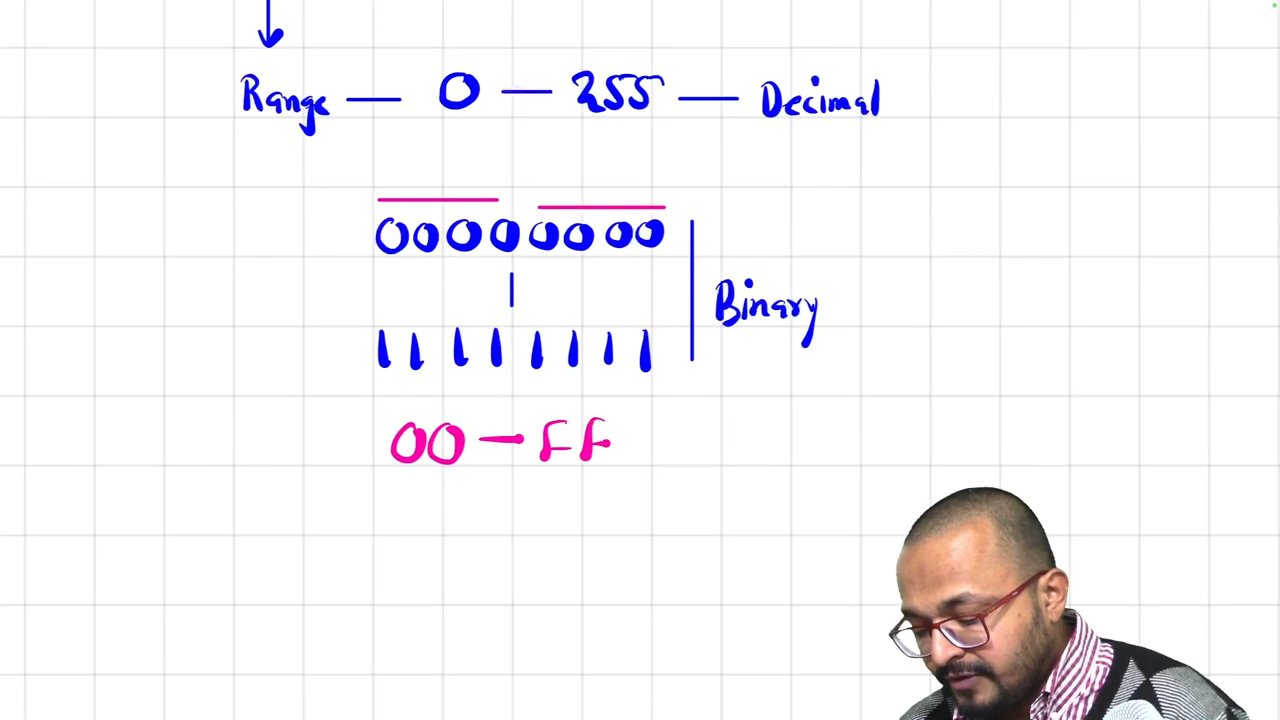 Range — 0 — 255 — Decimal
00000000
|
11111111
Binary
00 — FF